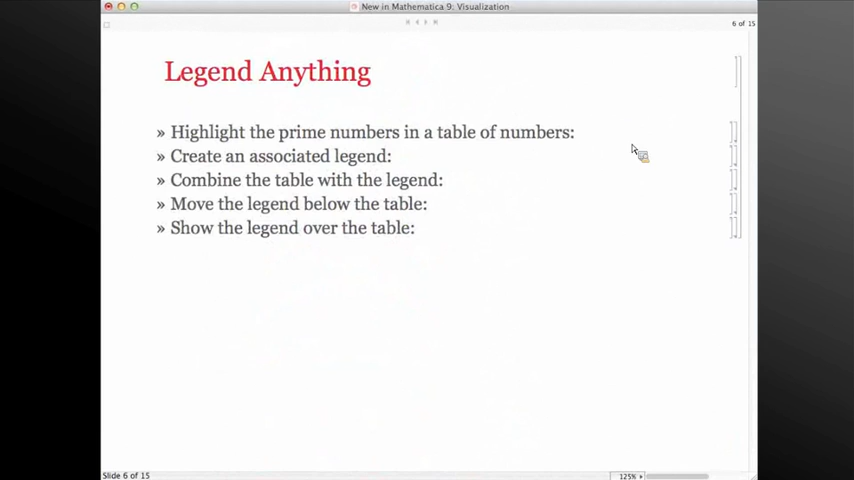 New in Mathematica 9: Visualization
6 of 15
Legend Anything
» Highlight the prime numbers in a table of numbers:
» Create an associated legend:
» Combine the table with the legend:
» Move the legend below the table:
» Show the legend over the table:
Slide 6 of 15
125%